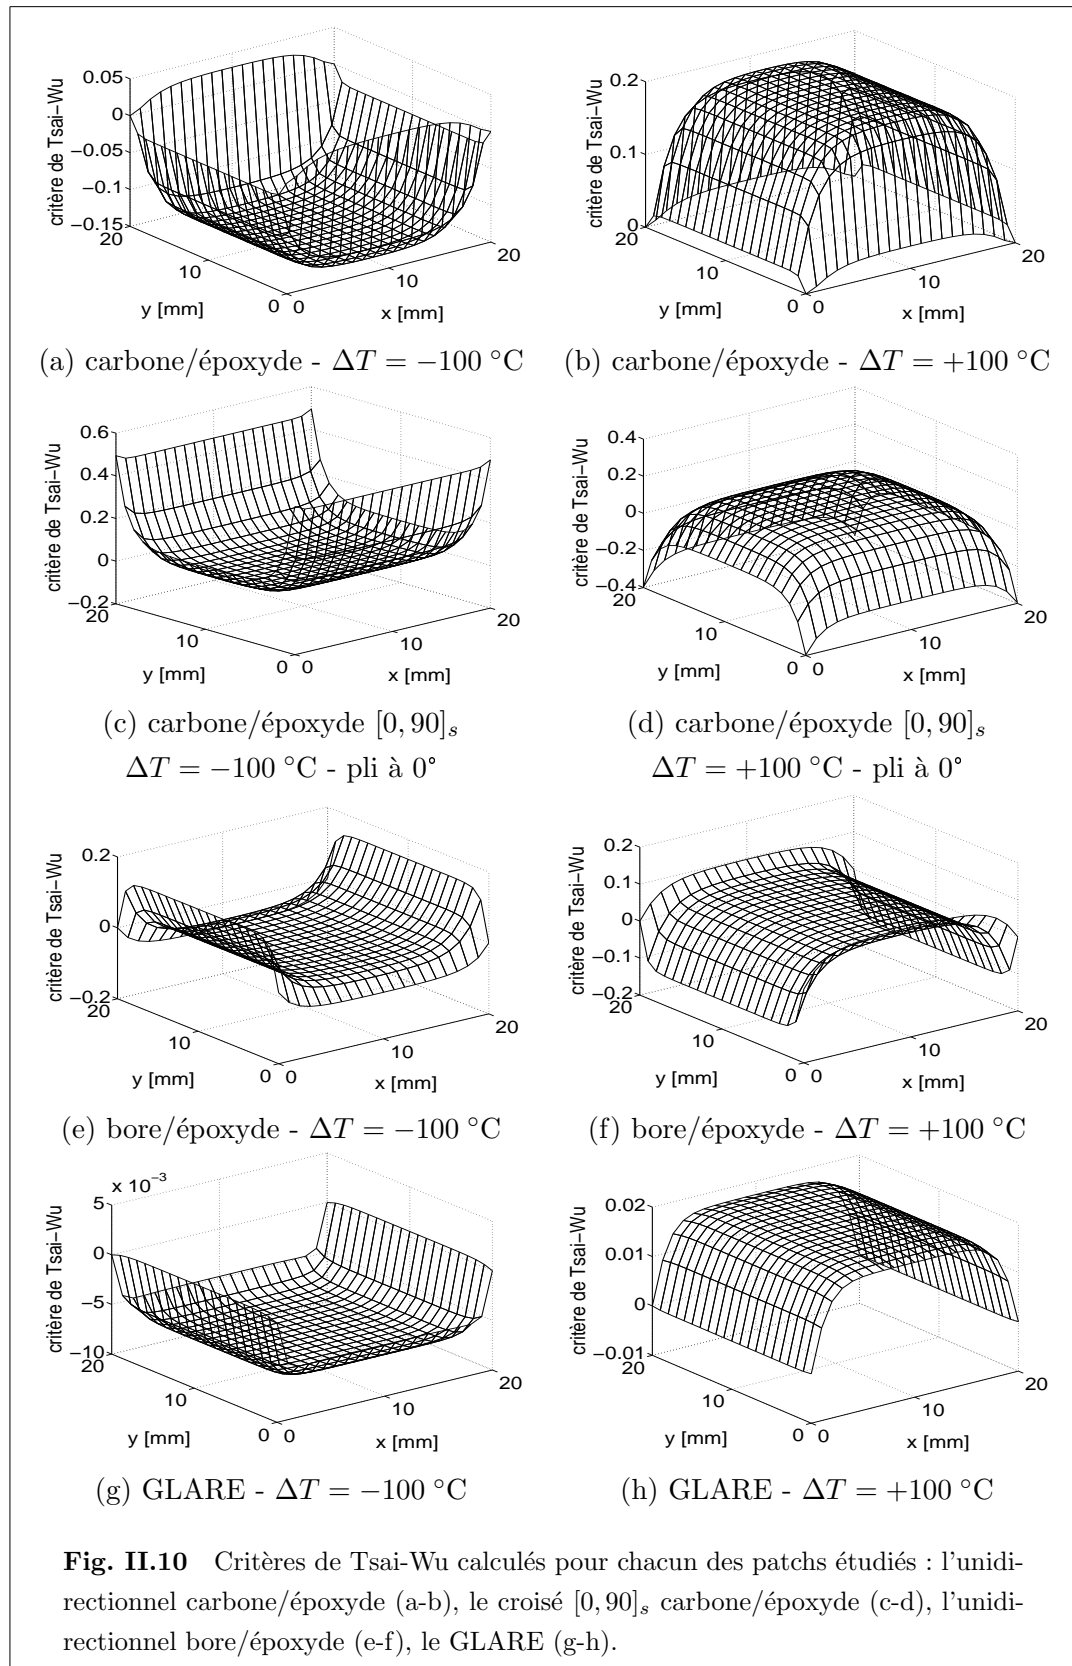 0.05
0
−0.05
−0.1
−0.15
20
10
0 0
10
20
critère de Tsai−Wu
y [mm]
x [mm]
(a) carbone/époxyde - ΔT = −100 °C
0.2
0.1
0
20
10
0 0
10
20
critère de Tsai−Wu
y [mm]
x [mm]
(b) carbone/époxyde - ΔT = +100 °C
0.6
0.4
0.2
0
−0.2
20
10
0 0
10
20
critère de Tsai−Wu
y [mm]
x [mm]
(c) carbone/époxyde [0, 90]s
ΔT = −100 °C - pli à 0°
0.4
0.2
0
−0.2
−0.4
20
10
0 0
10
20
critère de Tsai−Wu
y [mm]
x [mm]
(d) carbone/époxyde [0, 90]s
ΔT = +100 °C - pli à 0°
0.2
0
−0.2
20
10
0 0
10
20
critère de Tsai−Wu
y [mm]
x [mm]
(e) bore/époxyde - ΔT = −100 °C
0.2
0.1
0
−0.1
−0.2
20
10
0 0
10
20
critère de Tsai−Wu
y [mm]
x [mm]
(f) bore/époxyde - ΔT = +100 °C
x 10−3
5
0
−5
−10
20
10
0 0
10
20
critère de Tsai−Wu
y [mm]
x [mm]
(g) GLARE - ΔT = −100 °C
0.02
0.01
0
−0.01
20
10
0 0
10
20
critère de Tsai−Wu
y [mm]
x [mm]
(h) GLARE - ΔT = +100 °C
Fig. II.10 Critères de Tsai-Wu calculés pour chacun des patchs étudiés : l'unidi-
rectionnel carbone/époxyde (a-b), le croisé [0, 90]s carbone/époxyde (c-d), l'unidi-
rectionnel bore/époxyde (e-f), le GLARE (g-h).